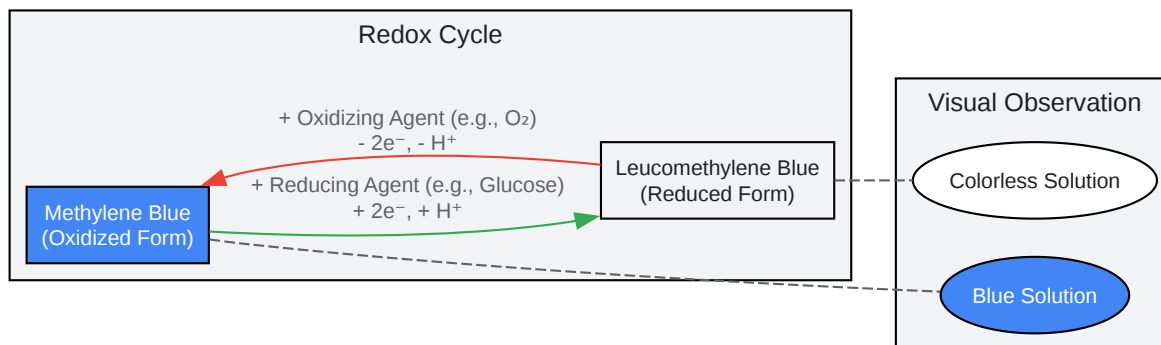 Redox Cycle
+ Oxidizing Agent (e.g., O₂)
- 2e⁻, - H⁺
+ Reducing Agent (e.g., Glucose)
+ 2e⁻, + H⁺
Methylene Blue
(Oxidized Form)
Leucomethylene Blue
(Reduced Form)
Visual Observation
Colorless Solution
Blue Solution